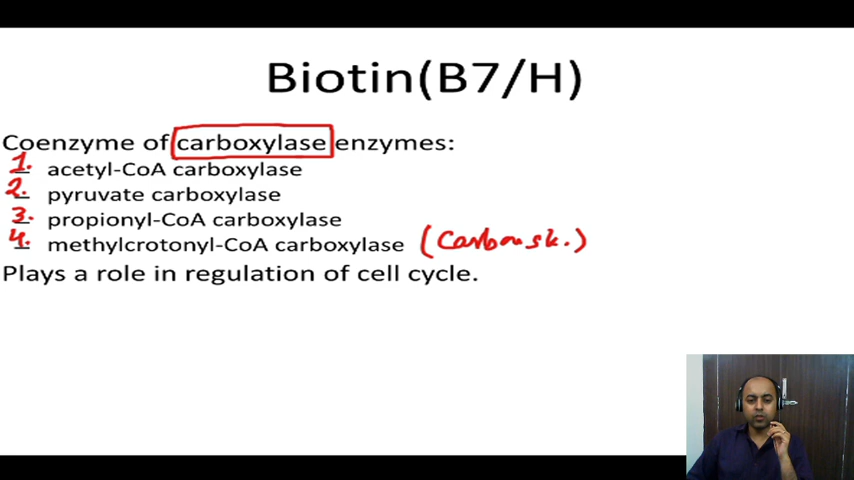 Biotin(B7/H)
Coenzyme of carboxylase enzymes:
1. acetyl-CoA carboxylase
2. pyruvate carboxylase
3. propionyl-CoA carboxylase
4. methylcrotonyl-CoA carboxylase
Plays a role in regulation of cell cycle.